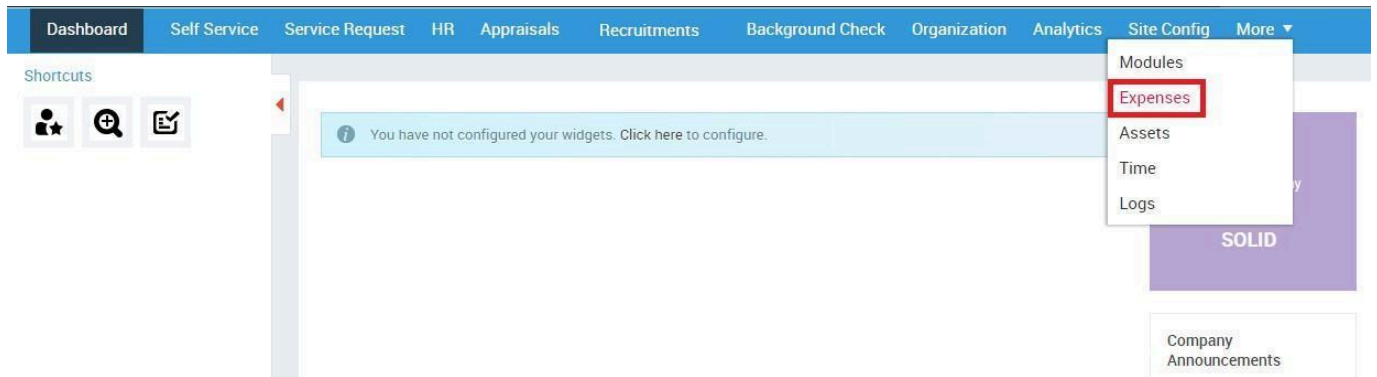 Dashboard Self Service Service Request HR Appraisals Recruitments Background Check Organization Analytics Site Config More
Shortcuts
Modules
Expenses
Assets
Time
Logs
You have not configured your widgets. Click here to configure.
SOLID
Company
Announcements